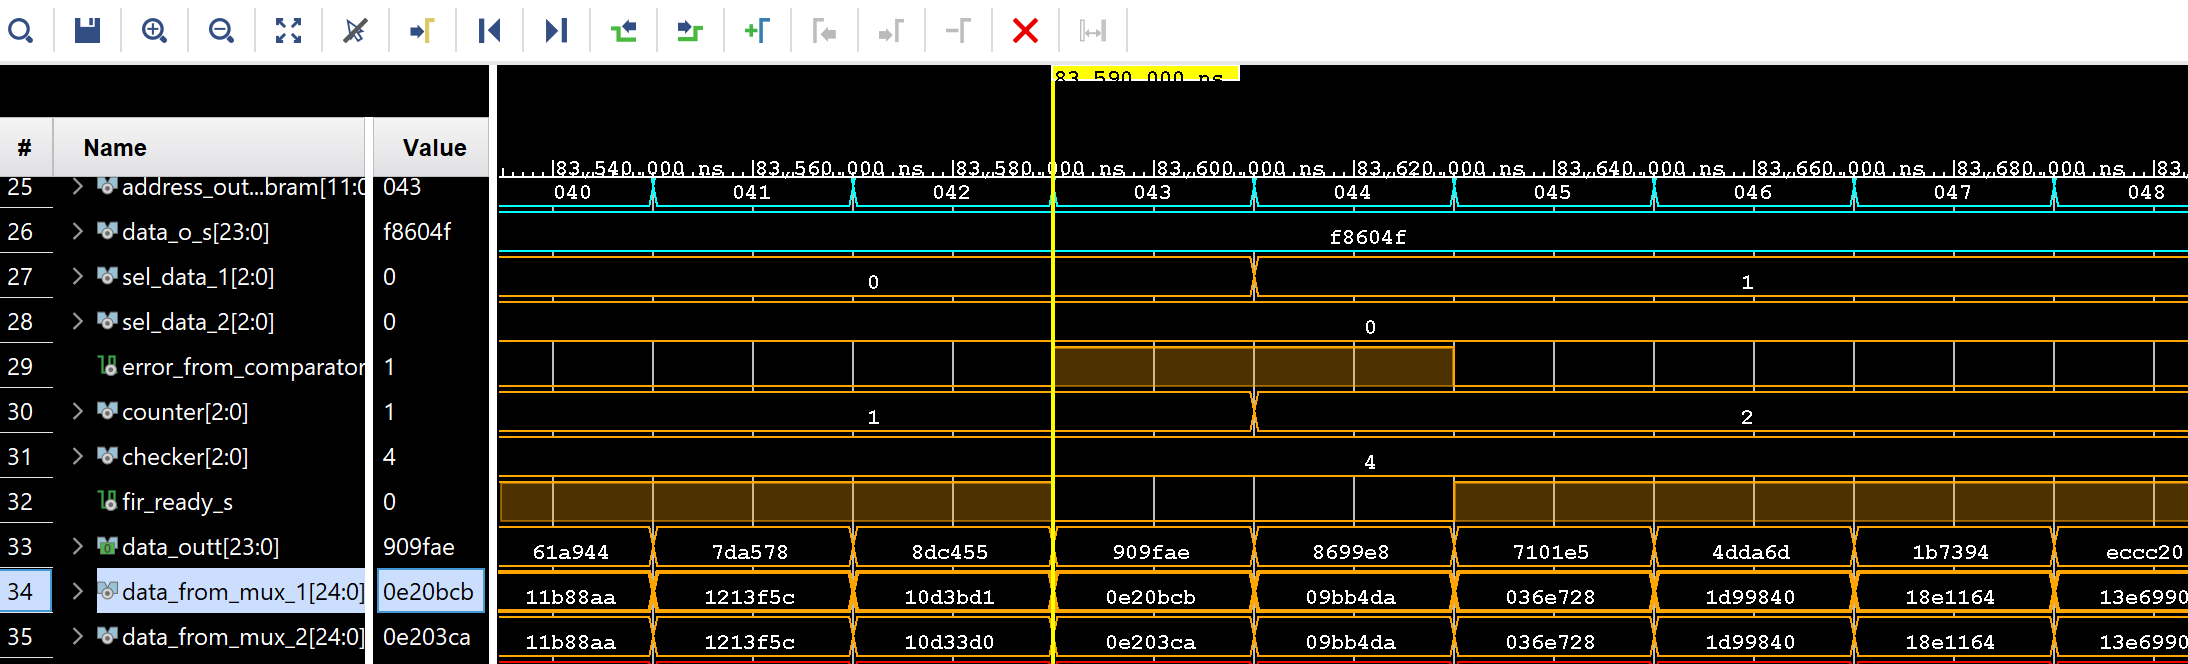 83,590.000 ns
# Name Value
83,540.000 ns 83,560.000 ns 83,580.000 ns 83,600.000 ns 83,620.000 ns 83,640.000 ns 83,660.000 ns 83,680.000 ns 83,
25 address_out...bram[11:0 043 040 041 042 043 044 045 046 047 048
26 data_o_s[23:0] f8604f f8604f
27 sel_data_1[2:0] 0 0 1
28 sel_data_2[2:0] 0 0
29 error_from_comparator 1
30 counter[2:0] 1 1 2
31 checker[2:0] 4 4
32 fir_ready_s 0
33 data_outt[23:0] 909fae 61a944 7da578 8dc455 909fae 8699e8 7101e5 4dda6d 1b7394 eccc20
34 data_from_mux_1[24:0] 0e20bcb 11b88aa 1213f5c 10d3bd1 0e20bcb 09bb4da 036e728 1d99840 18e1164 13e6990
35 data_from_mux_2[24:0] 0e203ca 11b88aa 1213f5c 10d33d0 0e203ca 09bb4da 036e728 1d99840 18e1164 13e6990